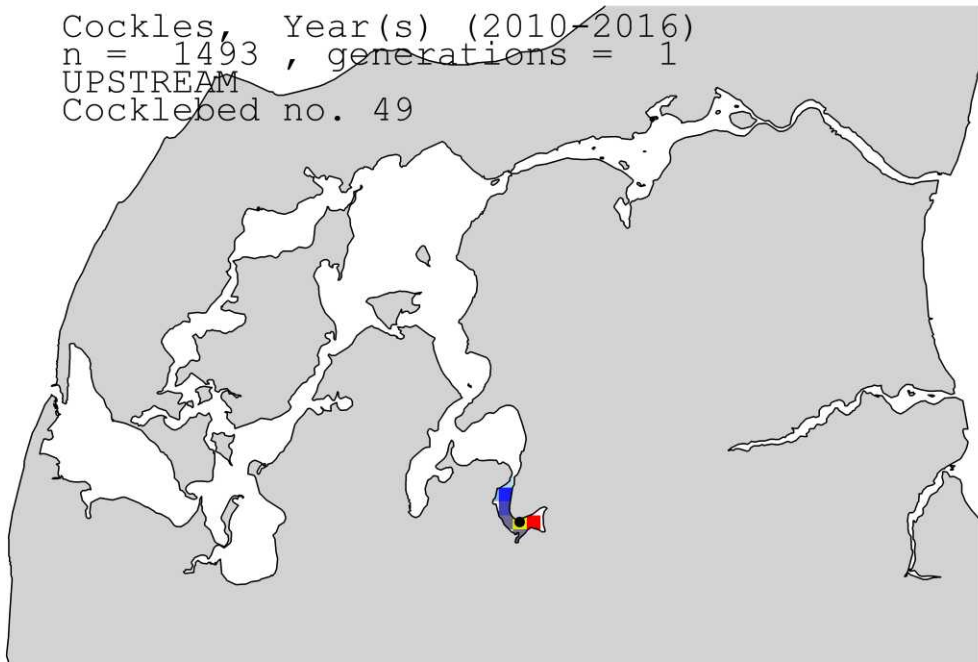 Cockles, Year(s) (2010-2016)
n = 1493 , generations = 1
UPSTREAM
Cocklebed no. 49